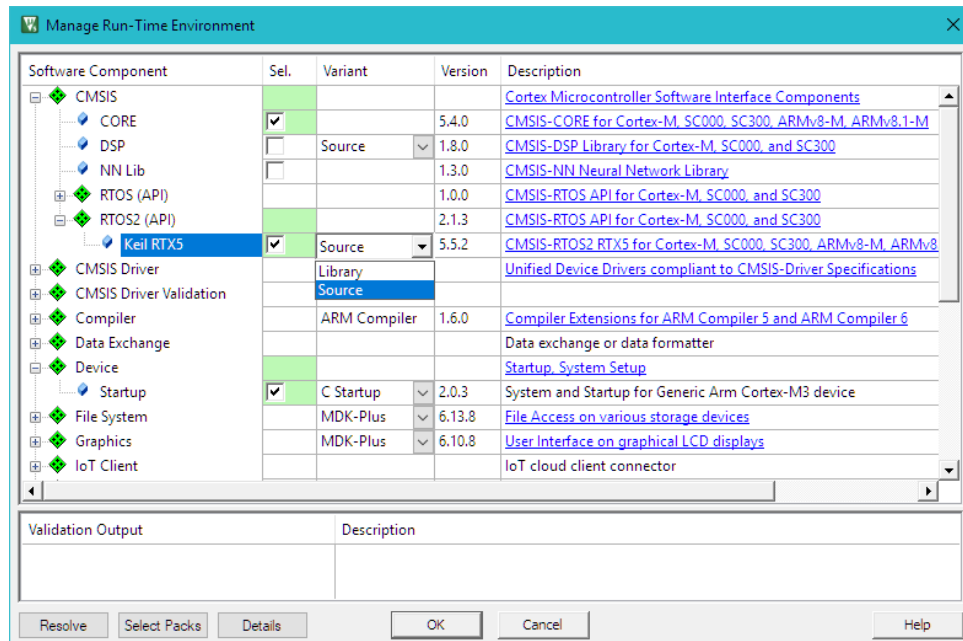 Manage Run-Time Environment
Software Component Sel. Variant Version Description
CMSIS Cortex Microcontroller Software Interface Components
CORE 5.4.0 CMSIS-CORE for Cortex-M, SC000, SC300, ARMv8-M, ARMv8.1-M
DSP Source 1.8.0 CMSIS-DSP Library for Cortex-M, SC000, and SC300
NN Lib 1.3.0 CMSIS-NN Neural Network Library
RTOS (API) 1.0.0 CMSIS-RTOS API for Cortex-M, SC000, and SC300
RTOS2 (API) 2.1.3 CMSIS-RTOS API for Cortex-M, SC000, and SC300
Keil RTX5 Source 5.5.2 CMSIS-RTOS2 RTX5 for Cortex-M, SC000, SC300, ARMv8-M, ARMv8
CMSIS Driver Library Unified Device Drivers compliant to CMSIS-Driver Specifications
CMSIS Driver Validation Source
Compiler ARM Compiler 1.6.0 Compiler Extensions for ARM Compiler 5 and ARM Compiler 6
Data Exchange Data exchange or data formatter
Device Startup, System Setup
Startup C Startup 2.0.3 System and Startup for Generic Arm Cortex-M3 device
File System MDK-Plus 6.13.8 File Access on various storage devices
Graphics MDK-Plus 6.10.8 User Interface on graphical LCD displays
IoT Client IoT cloud client connector
Validation Output Description
Resolve Select Packs Details OK Cancel Help